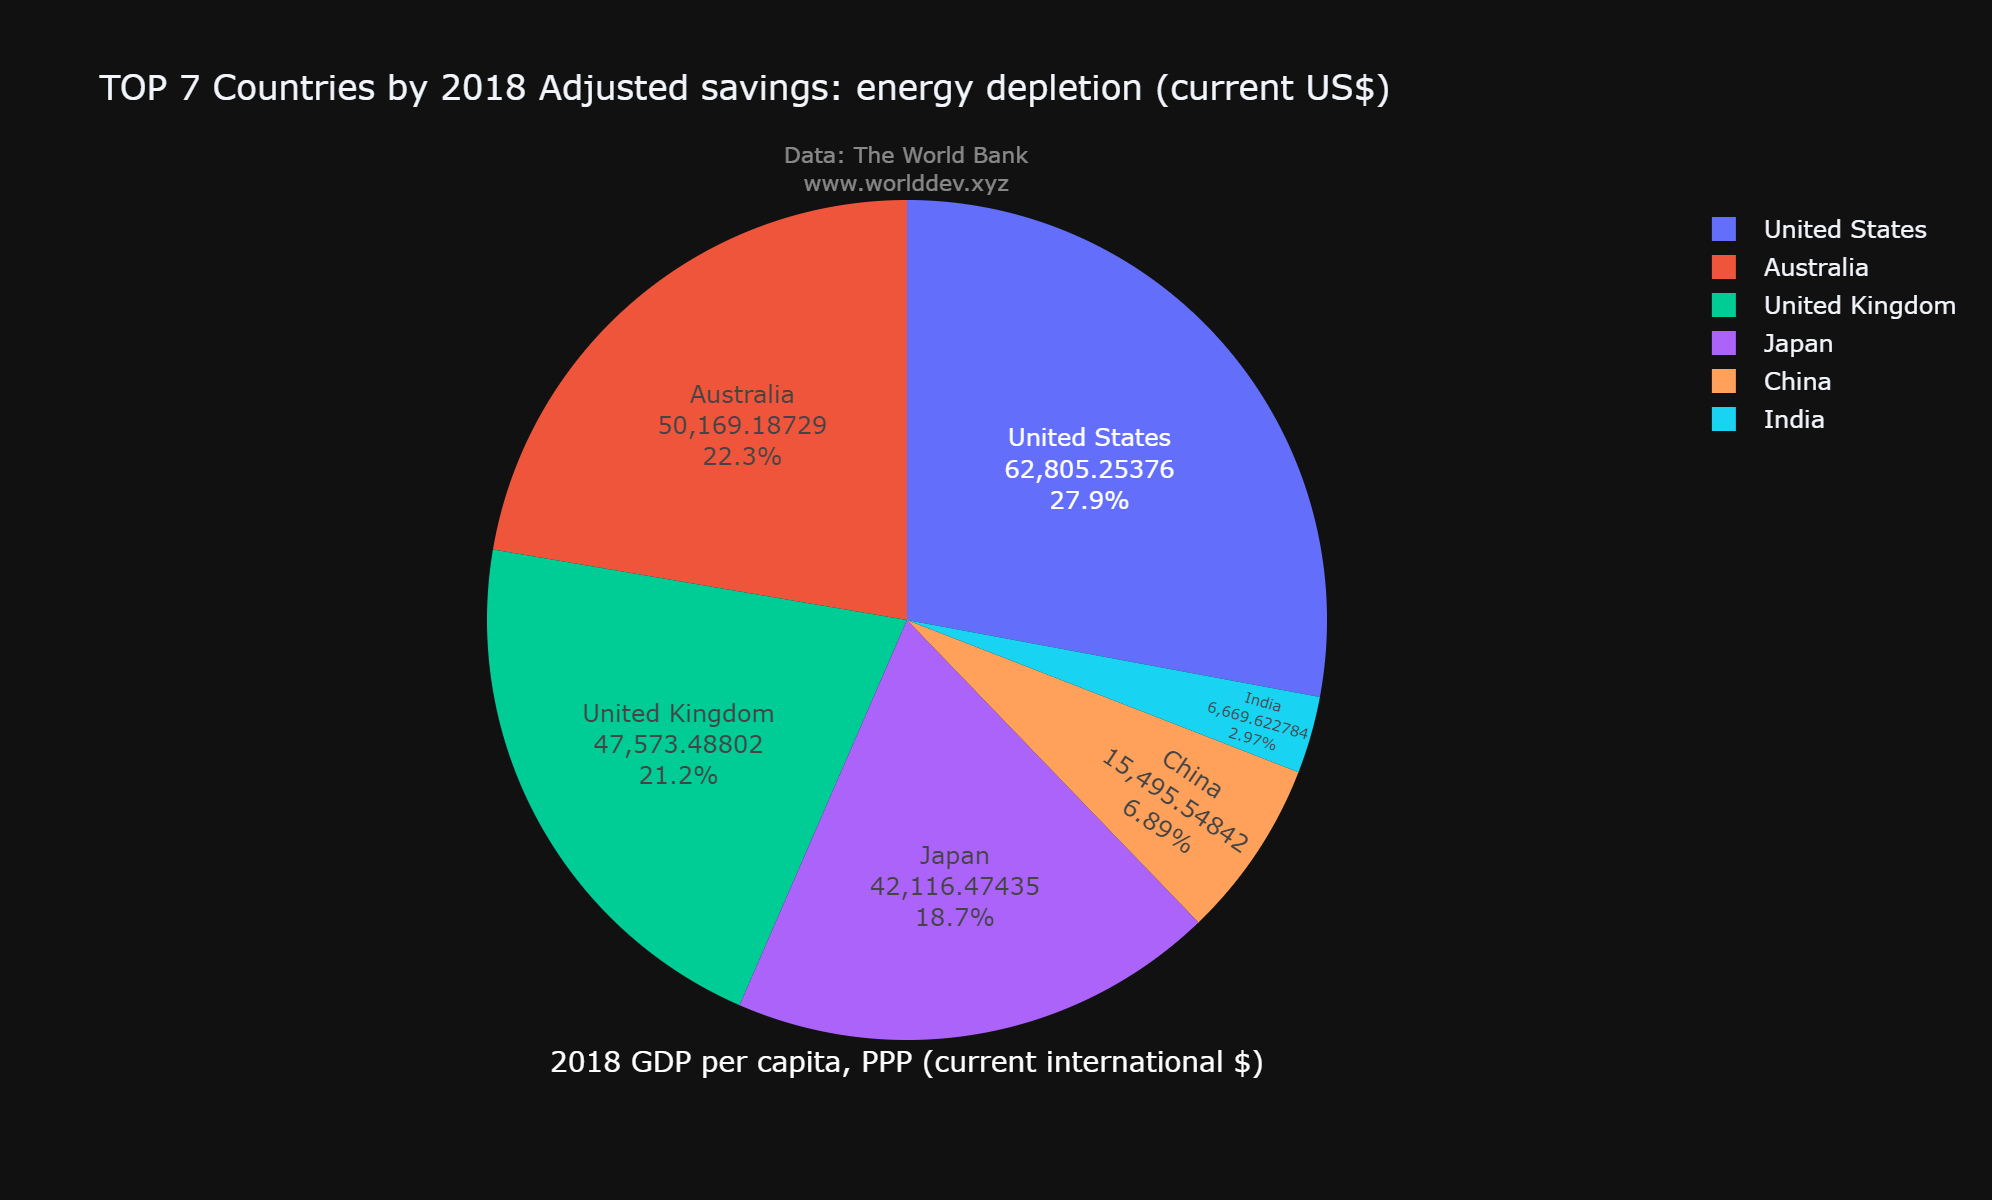 TOP 7 Countries by 2018 Adjusted savings: energy depletion (current US$)
Data: The World Bank
www.worlddev.xyz
United States
Australia
United Kingdom
Japan
China
India
Australia
50,169.18729
22.3%
United States
62,805.25376
27.9%
United Kingdom
47,573.48802
21.2%
Japan
42,116.47435
18.7%
China
15,495.54842
6.89%
India
6,669.622784
2.97%
2018 GDP per capita, PPP (current international $)